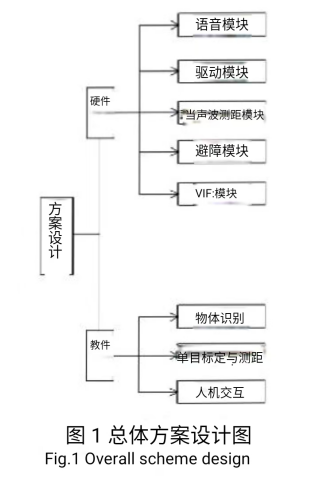 语音模块
驱动模块
硬件
当声波测距模块
避障模块
VIF:模块
方案设计
物体识别
教件
单目标定与测距
人机交互
图 1 总体方案设计图
Fig.1 Overall scheme design